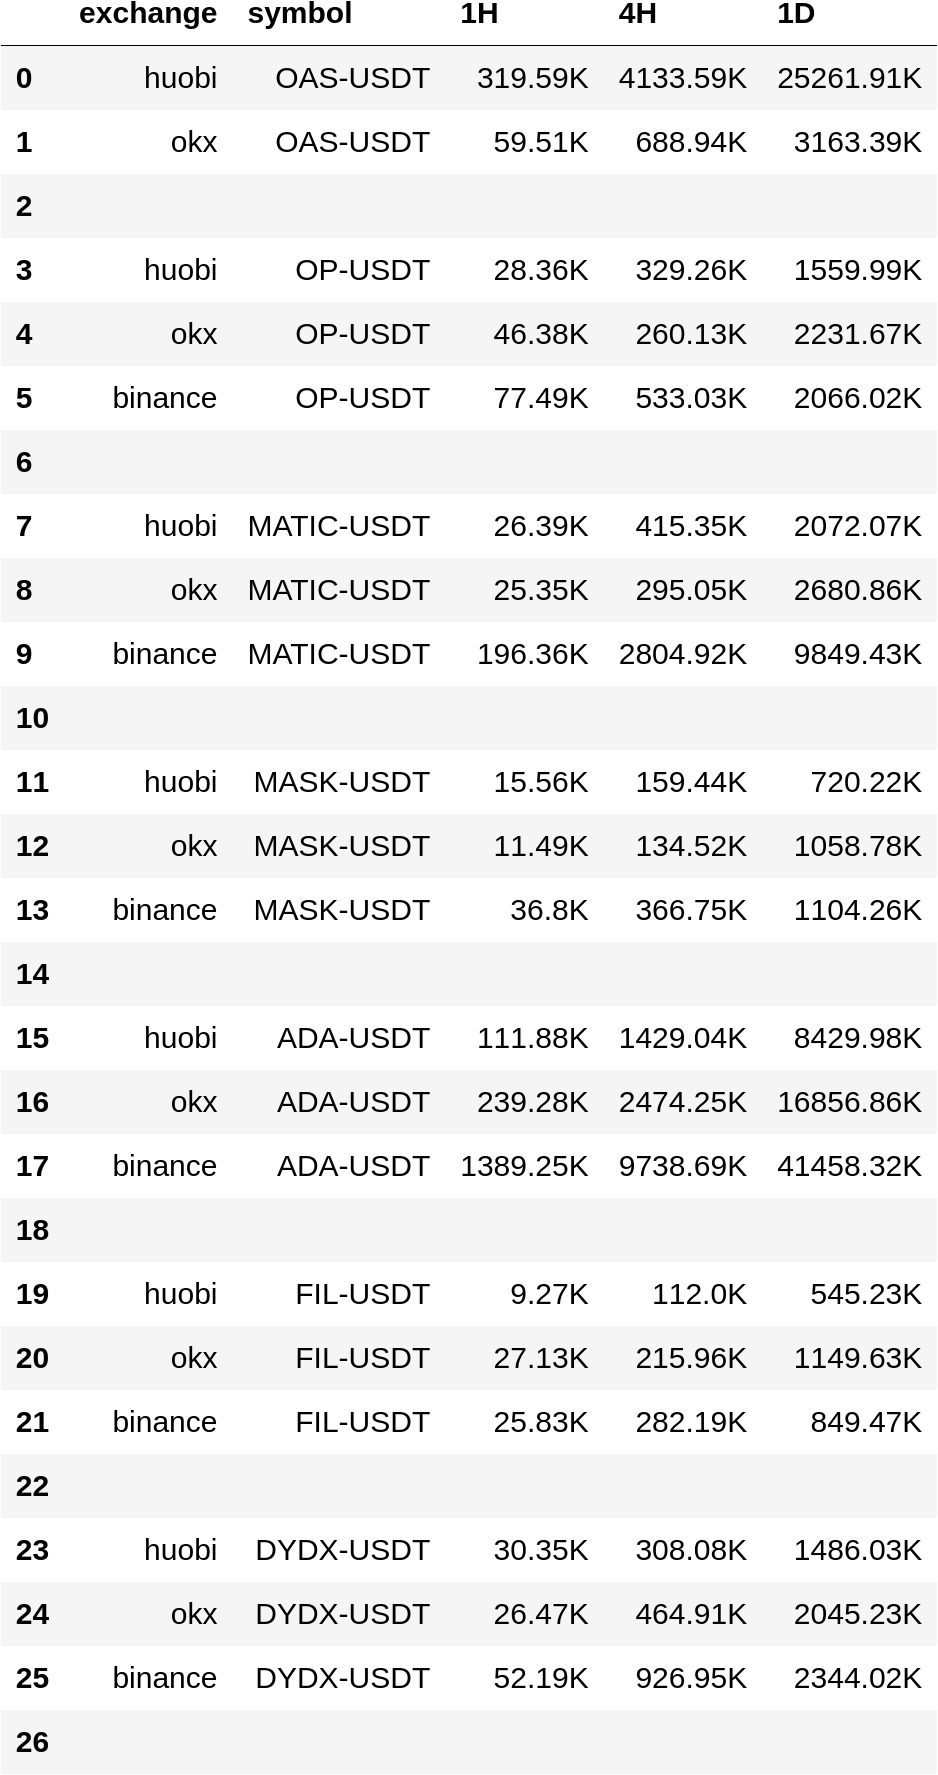 exchange symbol 1H 4H 1D
0 huobi OAS-USDT 319.59K 4133.59K 25261.91K
1 okx OAS-USDT 59.51K 688.94K 3163.39K
2
3 huobi OP-USDT 28.36K 329.26K 1559.99K
4 okx OP-USDT 46.38K 260.13K 2231.67K
5 binance OP-USDT 77.49K 533.03K 2066.02K
6
7 huobi MATIC-USDT 26.39K 415.35K 2072.07K
8 okx MATIC-USDT 25.35K 295.05K 2680.86K
9 binance MATIC-USDT 196.36K 2804.92K 9849.43K
10
11 huobi MASK-USDT 15.56K 159.44K 720.22K
12 okx MASK-USDT 11.49K 134.52K 1058.78K
13 binance MASK-USDT 36.8K 366.75K 1104.26K
14
15 huobi ADA-USDT 111.88K 1429.04K 8429.98K
16 okx ADA-USDT 239.28K 2474.25K 16856.86K
17 binance ADA-USDT 1389.25K 9738.69K 41458.32K
18
19 huobi FIL-USDT 9.27K 112.0K 545.23K
20 okx FIL-USDT 27.13K 215.96K 1149.63K
21 binance FIL-USDT 25.83K 282.19K 849.47K
22
23 huobi DYDX-USDT 30.35K 308.08K 1486.03K
24 okx DYDX-USDT 26.47K 464.91K 2045.23K
25 binance DYDX-USDT 52.19K 926.95K 2344.02K
26